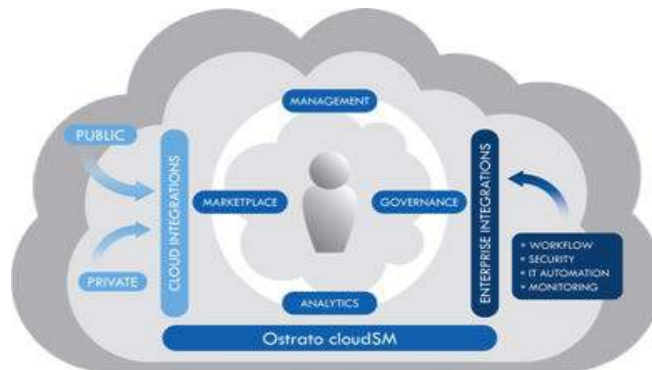 MANAGEMENT
PUBLIC
CLOUD INTEGRATIONS
MARKETPLACE
GOVERNANCE
ENTERPRISE INTEGRATIONS
WORKFLOW
SECURITY
IT AUTOMATION
MONITORING
PRIVATE
ANALYTICS
Ostrato cloudSM